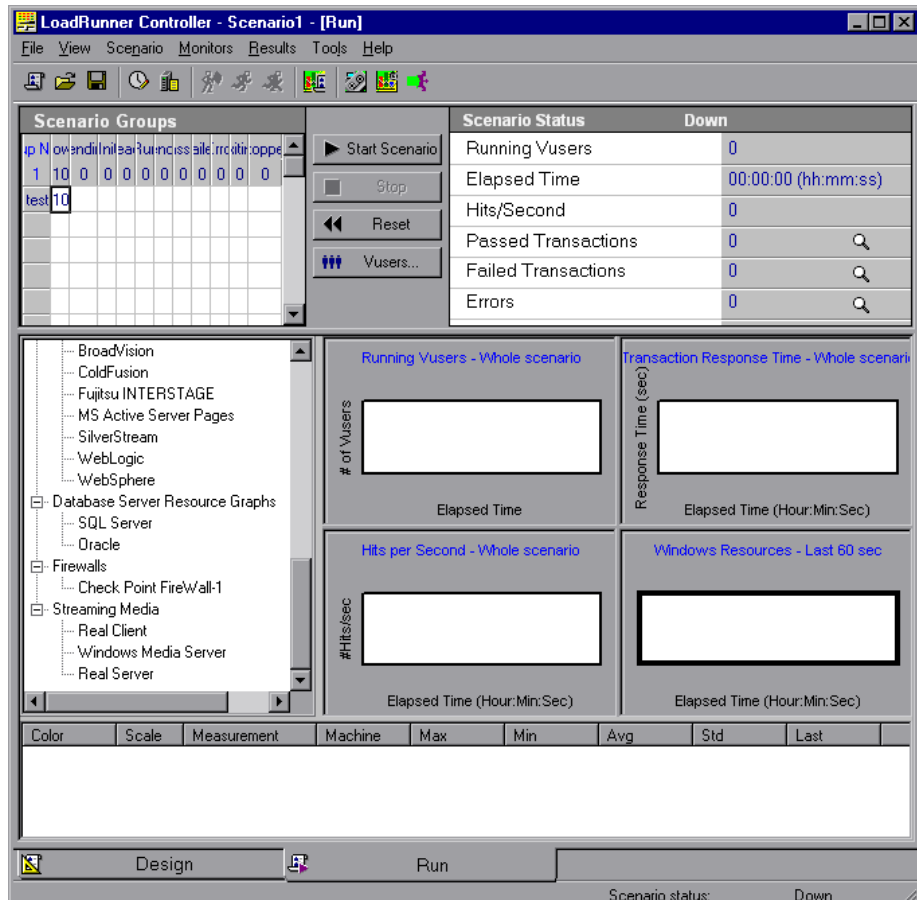 LoadRunner Controller - Scenario1 - [Run]
File View Scenario Monitors Results Tools Help
Scenario Groups
1 10 0 0 0 0 0 0 0 0 0 0
test 10
Start Scenario
Stop
Reset
Vusers...
Scenario Status Down
Running Vusers 0
Elapsed Time 00:00:00 (hh:mm:ss)
Hits/Second 0
Passed Transactions 0
Failed Transactions 0
Errors 0
BroadVision
ColdFusion
Fujitsu INTERSTAGE
MS Active Server Pages
SilverStream
WebLogic
WebSphere
Database Server Resource Graphs
SQL Server
Oracle
Firewalls
Check Point FireWall-1
Streaming Media
Real Client
Windows Media Server
Real Server
Running Vusers - Whole scenario
# of Vusers
Elapsed Time
Transaction Response Time - Whole scenari
Response Time (sec)
Elapsed Time (Hour:Min:Sec)
Hits per Second - Whole scenario
#Hits/sec
Elapsed Time (Hour:Min:Sec)
Windows Resources - Last 60 sec
Elapsed Time (Hour:Min:Sec)
Color Scale Measurement Machine Max Min Avg Std Last
Design Run
Scenario status: Down